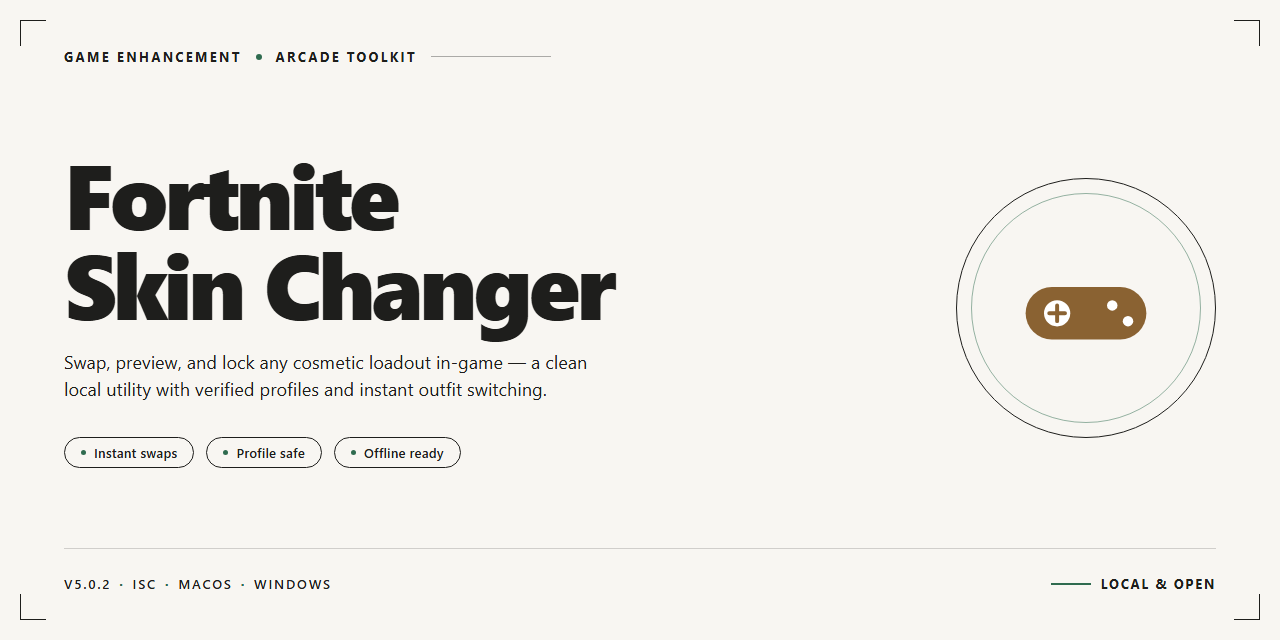 GAME ENHANCEMENT • ARCADE TOOLKIT
Fortnite
Skin Changer
Swap, preview, and lock any cosmetic loadout in-game — a clean
local utility with verified profiles and instant outfit switching.
• Instant swaps • Profile safe • Offline ready
V5.0.2 · ISC · MACOS · WINDOWS
LOCAL & OPEN